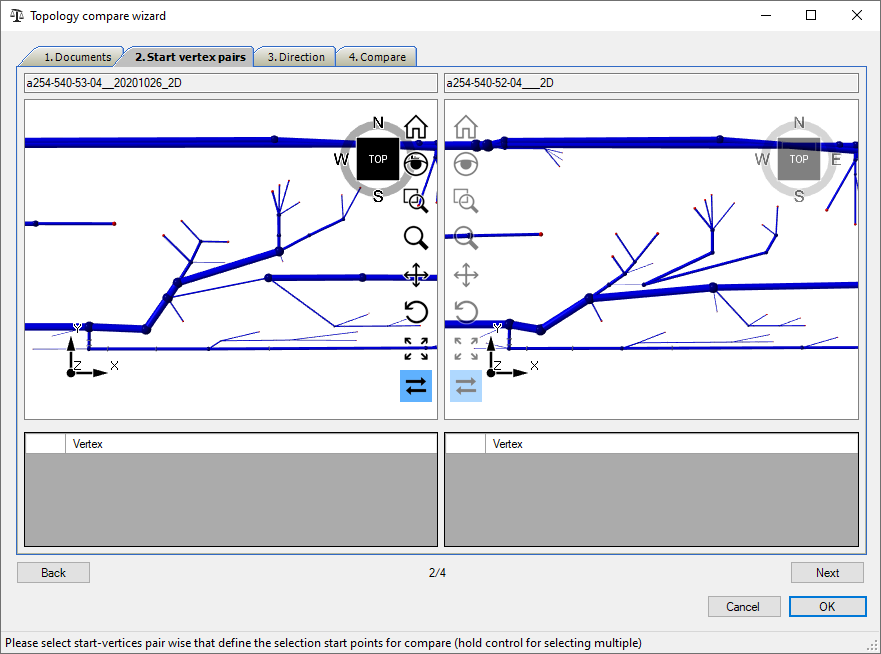 Topology compare wizard
1. Documents
2. Start vertex pairs
3. Direction
4. Compare
a254-540-53-04__20201026_2D
a254-540-52-04___2D
N
W
TOP
S
Y
Z
X
N
W
TOP
E
S
Y
Z
X
Vertex
Vertex
Back
2/4
Next
Cancel
OK
Please select start-vertices pair wise that define the selection start points for compare (hold control for selecting multiple)